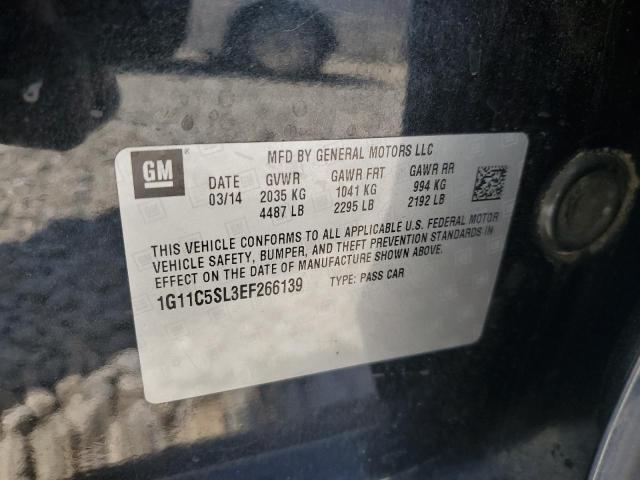 GM
MFD BY GENERAL MOTORS LLC
DATE GVWR GAWR FRT GAWR RR
03/14 2035 KG 1041 KG 994 KG
4487 LB 2295 LB 2192 LB
THIS VEHICLE CONFORMS TO ALL APPLICABLE U.S. FEDERAL MOTOR
VEHICLE SAFETY, BUMPER, AND THEFT PREVENTION STANDARDS IN
EFFECT ON THE DATE OF MANUFACTURE SHOWN ABOVE.
1G11C5SL3EF266139 TYPE: PASS CAR